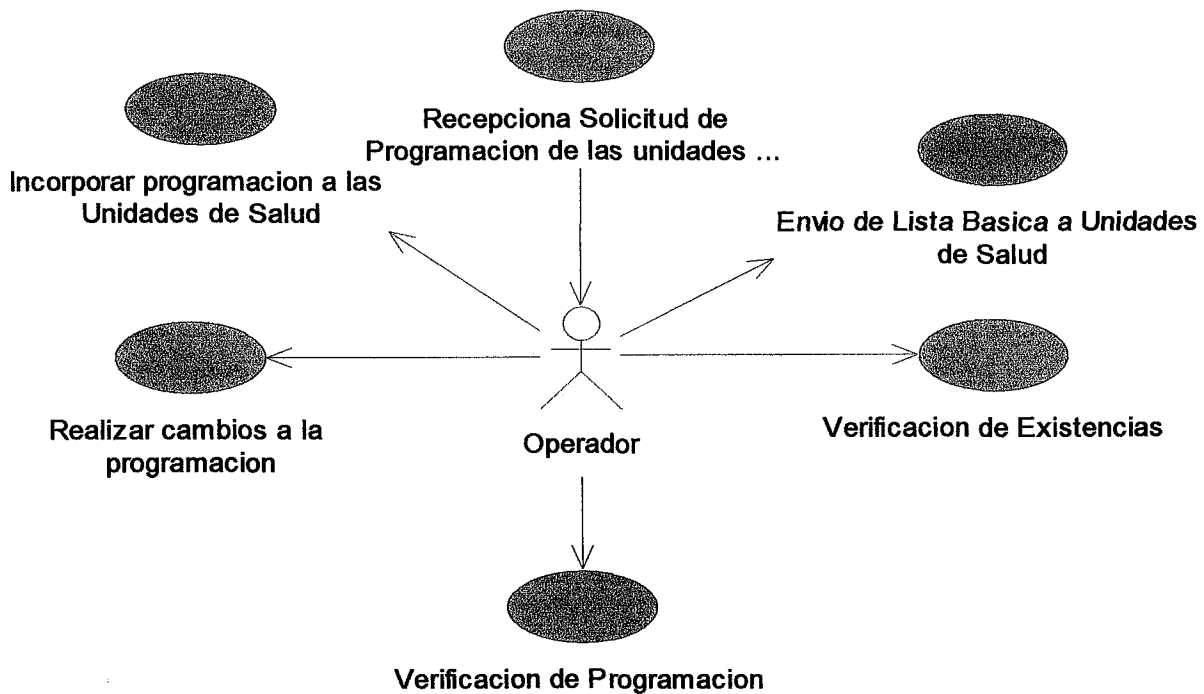 Recepciona Solicitud de
Programacion de las unidades ...
Incorporar programacion a las
Unidades de Salud
Envio de Lista Basica a Unidades
de Salud
Realizar cambios a la
programacion
Operador
Verificacion de Existencias
Verificacion de Programacion